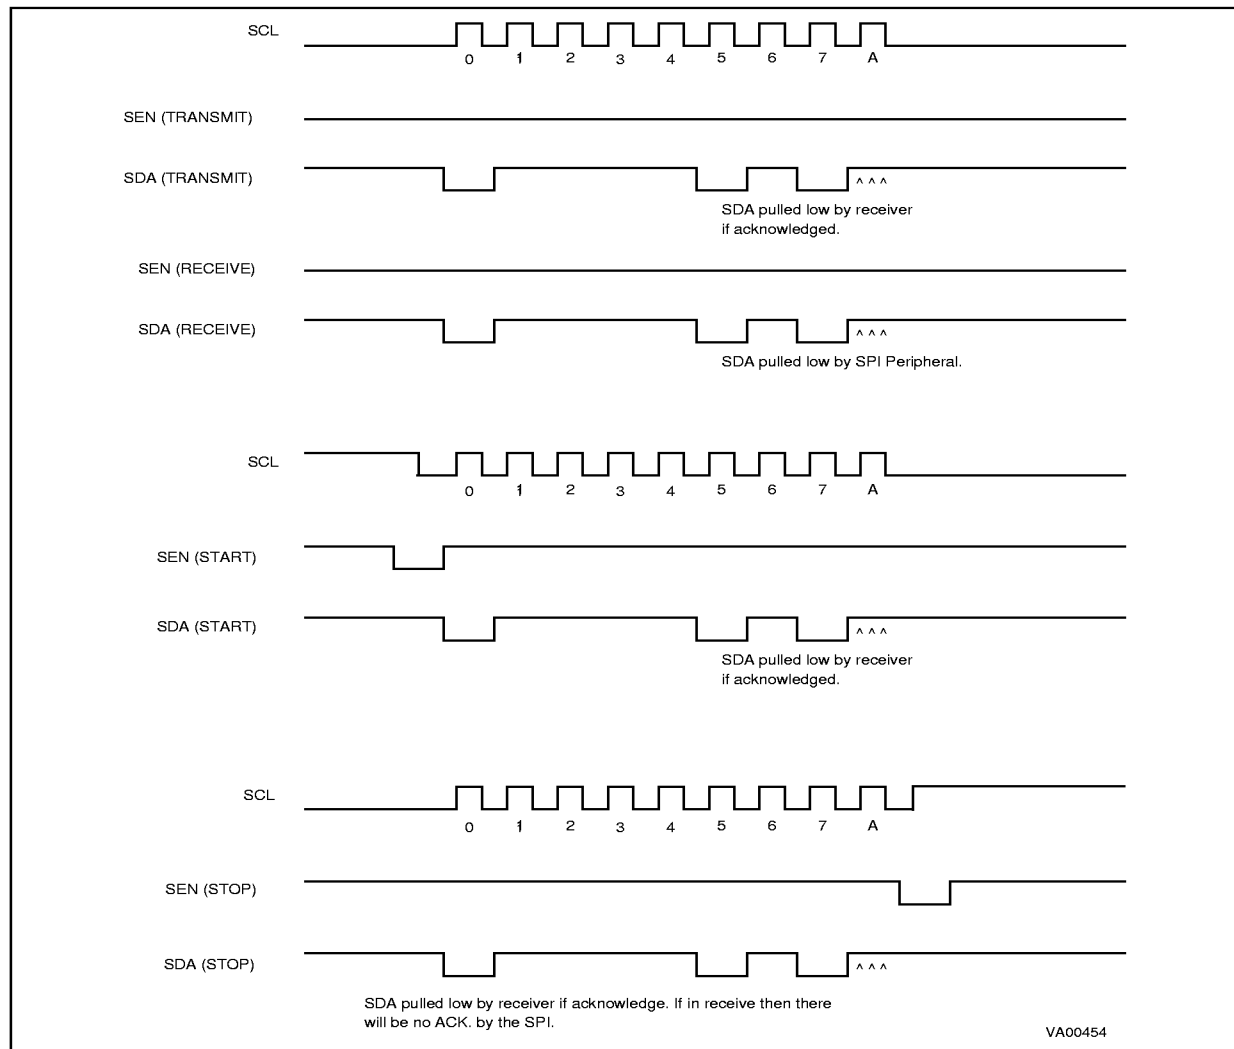 SCL
0 1 2 3 4 5 6 7 A
SEN (TRANSMIT)
SDA (TRANSMIT)
^ ^ ^
SDA pulled low by receiver
if acknowledged.
SEN (RECEIVE)
SDA (RECEIVE)
^ ^ ^
SDA pulled low by SPI Peripheral.
SCL
0 1 2 3 4 5 6 7 A
SEN (START)
SDA (START)
^ ^ ^
SDA pulled low by receiver
if acknowledged.
SCL
0 1 2 3 4 5 6 7 A
SEN (STOP)
SDA (STOP)
^ ^ ^
SDA pulled low by receiver if acknowledge. If in receive then there
will be no ACK. by the SPI.
VA00454